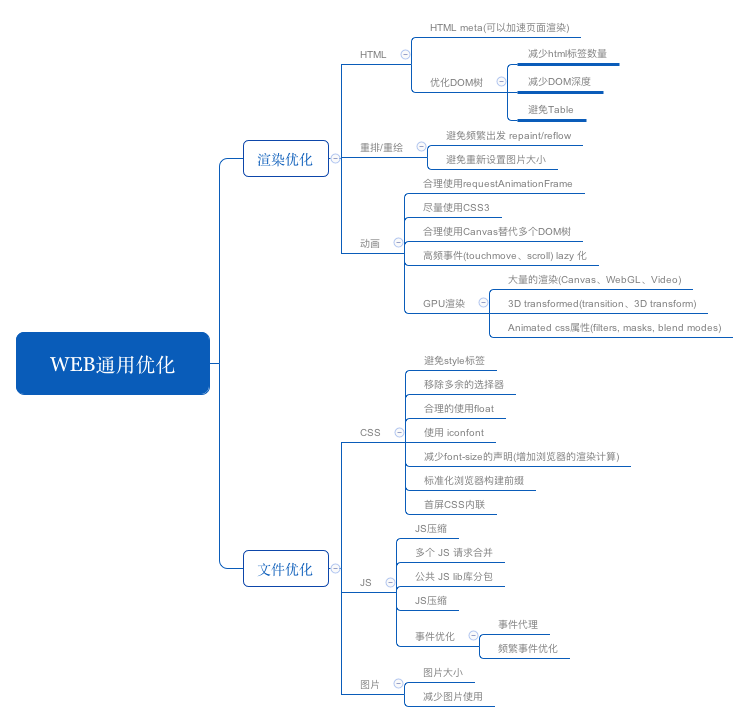 WEB通用优化
渲染优化
HTML
HTML meta(可以加速页面渲染)
优化DOM树
减少html标签数量
减少DOM深度
避免Table
重排/重绘
避免频繁出发 repaint/reflow
避免重新设置图片大小
动画
合理使用requestAnimationFrame
尽量使用CSS3
合理使用Canvas替代多个DOM树
高频事件(touchmove、scroll) lazy 化
GPU渲染
大量的渲染(Canvas、WebGL、Video)
3D transformed(transition、3D transform)
Animated css属性(filters, masks, blend modes)
文件优化
CSS
避免style标签
移除多余的选择器
合理的使用float
使用 iconfont
减少font-size的声明(增加浏览器的渲染计算)
标准化浏览器构建前缀
首屏CSS内联
JS
JS压缩
多个 JS 请求合并
公共 JS lib库分包
JS压缩
事件优化
事件代理
频繁事件优化
图片
图片大小
减少图片使用